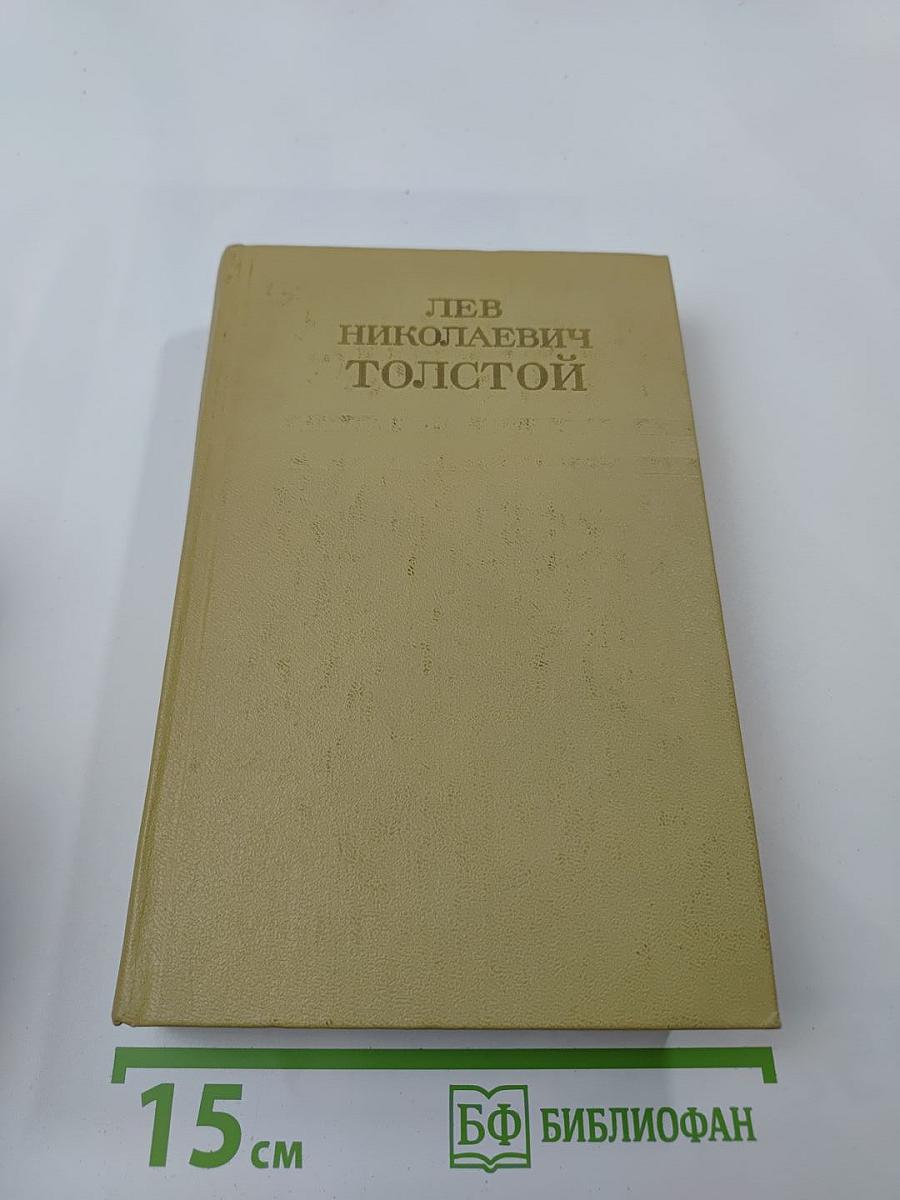 ЛЕВ
НИКОЛАЕВИЧ
ТОЛСТОЙ
15 см
БФ БИБЛИОФАН